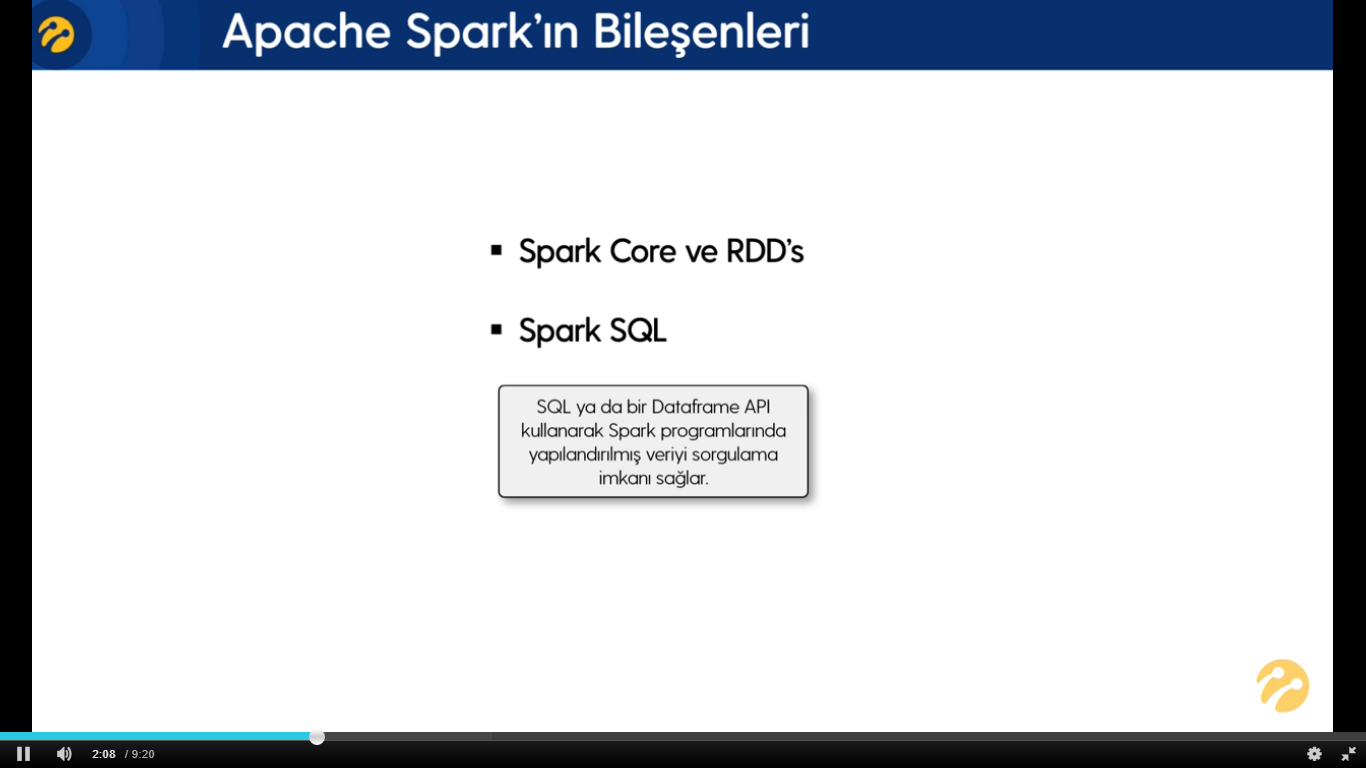 Apache Spark’ın Bileşenleri
▪ Spark Core ve RDD’s
▪ Spark SQL
SQL ya da bir Dataframe API
kullanarak Spark programlarında
yapılandırılmış veriyi sorgulama
imkanı sağlar.
2:08 / 9:20